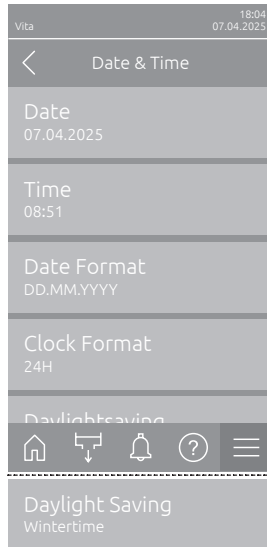 18:04
Vita 07.04.2025
Date & Time
Date
07.04.2025
Time
08:51
Date Format
DD.MM.YYYY
Clock Format
24H
Daylightsaving
?
Daylight Saving
Wintertime